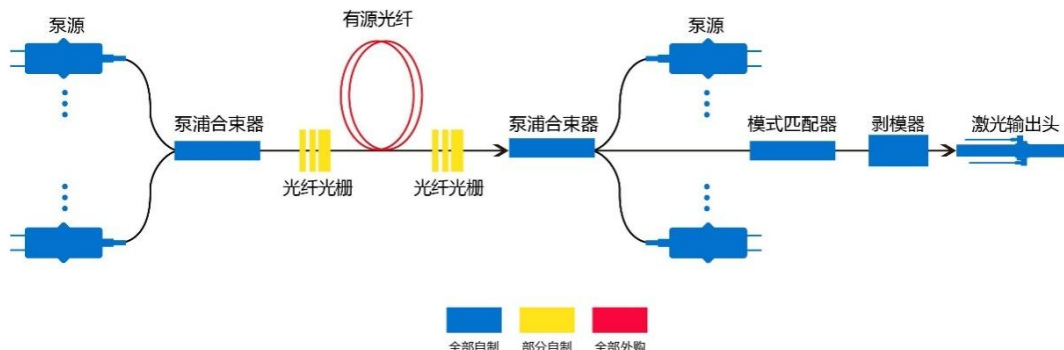 泵源
有源光纤
泵源
泵浦合束器
泵浦合束器
模式匹配器
剥模器
激光输出头
光纤光栅
光纤光栅
全部自制
部分自制
全部外购